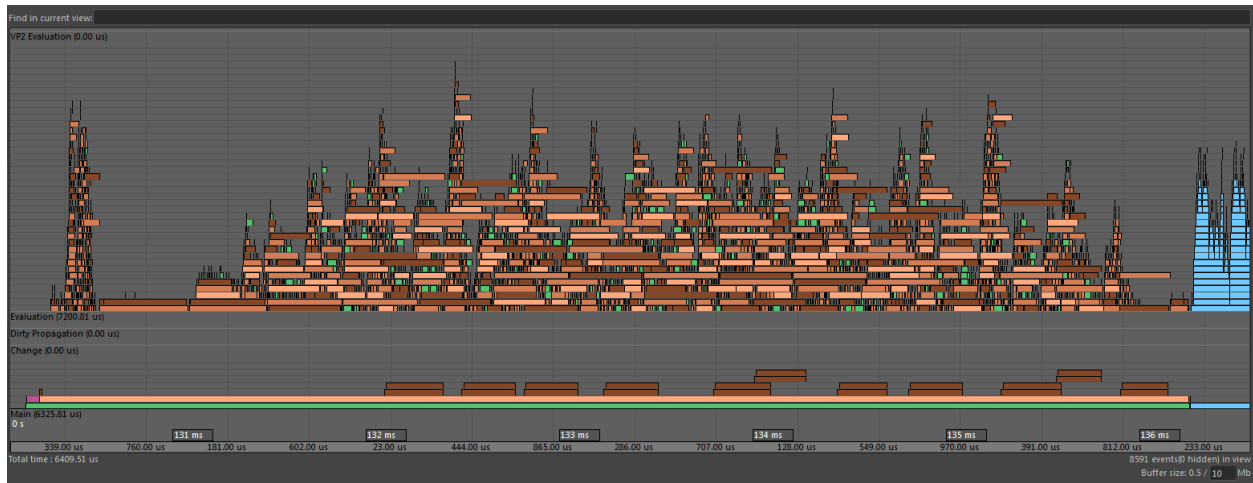 Find in current view:
VP2 Evaluation (0.00 us)
Evaluation (7200.81 us)
Dirty Propagation (0.00 us)
Change (0.00 us)
Main (6325.81 us)
0 s
131 ms 132 ms 133 ms 134 ms 135 ms 136 ms
339.00 us 760.00 us 181.00 us 602.00 us 23.00 us 444.00 us 865.00 us 286.00 us 707.00 us 128.00 us 549.00 us 970.00 us 391.00 us 812.00 us 233.00 us
Total time : 6409.51 us
8591 events(0 hidden) in view
Buffer size: 0.5 / 10 Mb